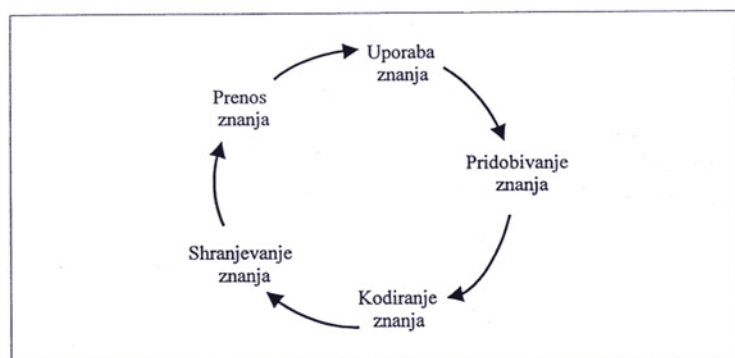 Uporaba
znanja
Pridobivanje
znanja
Kodiranje
znanja
Shranjevanje
znanja
Prenos
znanja